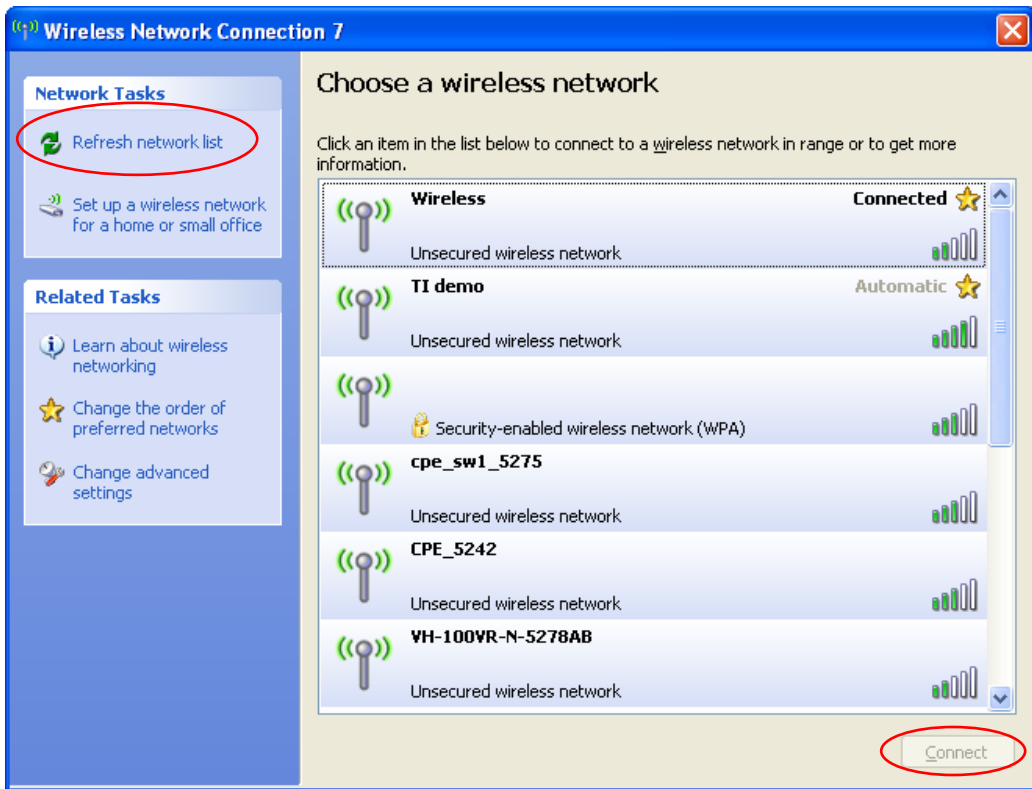 Wireless Network Connection 7
Network Tasks
Refresh network list
Set up a wireless network
for a home or small office
Related Tasks
Learn about wireless
networking
Change the order of
preferred networks
Change advanced
settings
Choose a wireless network
Click an item in the list below to connect to a wireless network in range or to get more
information.
Wireless Connected
Unsecured wireless network
TI demo Automatic
Unsecured wireless network
Security-enabled wireless network (WPA)
cpe_sw1_5275
Unsecured wireless network
CPE_5242
Unsecured wireless network
VH-100VR-N-5278AB
Unsecured wireless network
Connect